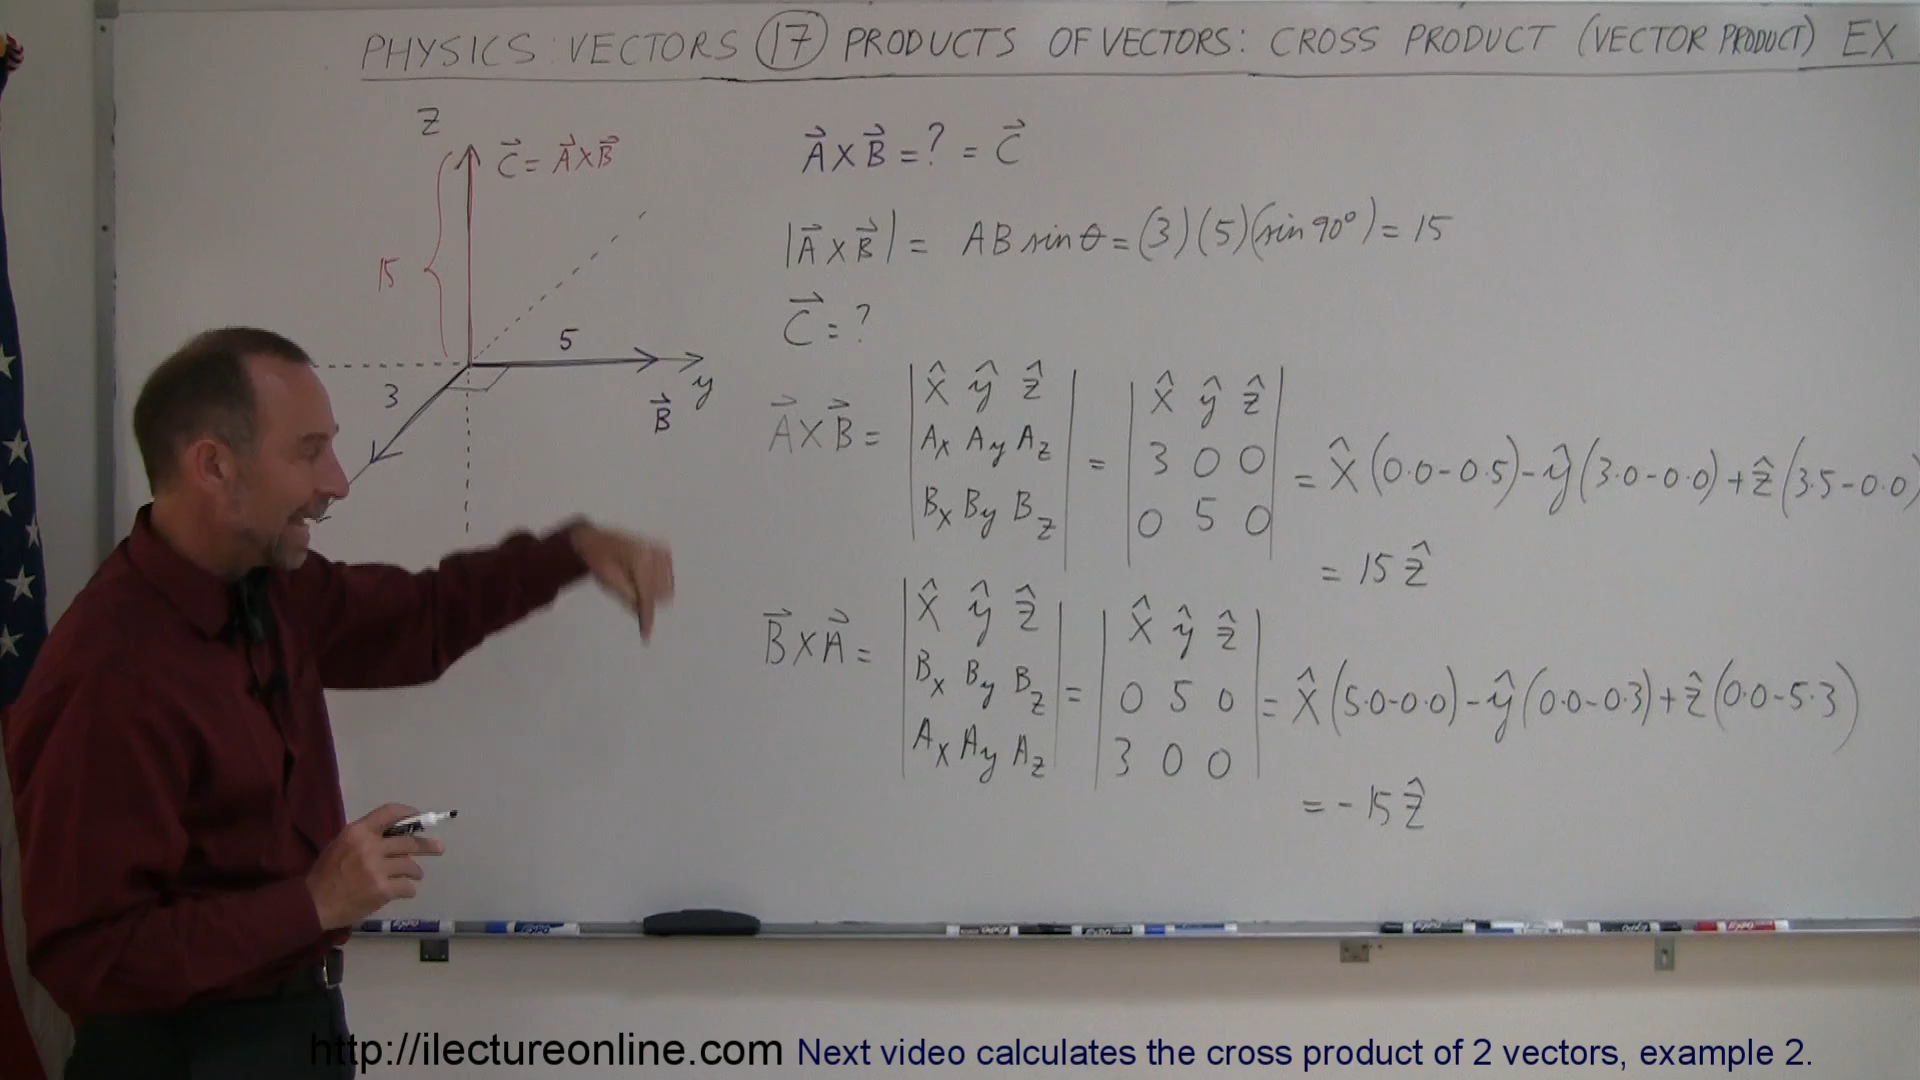 PHYSICS: VECTORS 17 PRODUCTS OF VECTORS: CROSS PRODUCT (VECTOR PRODUCT) EX
Z
C⃗ = A⃗×B⃗
15
5
3
y
B⃗
A⃗×B⃗ = ? = C⃗
|A⃗×B⃗| = AB sin θ = (3)(5)(sin 90°) = 15
C⃗ = ?
A⃗×B⃗ = | x̂ ŷ ẑ | = | x̂ ŷ ẑ | = x̂(0·0-0·5)-ŷ(3·0-0·0)+ẑ(3·5-0·0)
| Ax Ay Az | | 3 0 0 |
| Bx By Bz | | 0 5 0 |
= 15 ẑ
B⃗×A⃗ = | x̂ ŷ ẑ | = | x̂ ŷ ẑ | = x̂(5·0-0·0)-ŷ(0·0-0·3)+ẑ(0·0-5·3)
| Bx By Bz | | 0 5 0 |
| Ax Ay Az | | 3 0 0 |
= -15 ẑ
http://ilectureonline.com Next video calculates the cross product of 2 vectors, example 2.